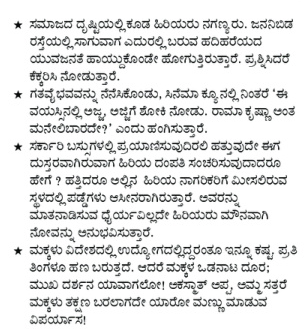 ★ ಸಮಾಜದ ದೃಷ್ಟಿಯಲ್ಲಿ ಕೂಡ ಹಿರಿಯರು ನಗಣ್ಯರು. ಜನನಿಬಿಡ
ರಸ್ತೆಯಲ್ಲಿ ಸಾಗುವಾಗ ಎದುರಲ್ಲಿ ಬರುವ ಹದಿಹರೆಯದ
ಯುವಜನತೆ ಹಾಯ್ದುಕೊಂಡೇ ಹೋಗುತ್ತಿರುತ್ತಾರೆ. ಪ್ರಶ್ನಿಸಿದರೆ
ಕೆಕ್ಕರಿಸಿ ನೋಡುತ್ತಾರೆ.
★ ಗತವೈಭವವನ್ನು ನೆನೆಸಿಕೊಂಡು, ಸಿನೆಮಾ ಕ್ಯೂನಲ್ಲಿ ನಿಂತರೆ 'ಈ
ವಯಸ್ಸಿನಲ್ಲಿ ಅಜ್ಜ, ಅಜ್ಜಿಗೆ ಶೋಕಿ ನೋಡು. ರಾಮಾ ಕೃಷ್ಣಾ ಅಂತ
ಮನೇಲಿಬಾರದೇ?' ಎಂದು ಹಂಗಿಸುತ್ತಾರೆ.
★ ಸರ್ಕಾರಿ ಬಸ್ಸುಗಳಲ್ಲಿ ಪ್ರಯಾಣಿಸುವುದಿರಲಿ ಹತ್ತುವುದೇ ಈಗ
ದುಸ್ತರವಾಗಿರುವಾಗ ಹಿರಿಯ ದಂಪತಿ ಸಂಚರಿಸುವುದಾದರೂ
ಹೇಗೆ ? ಹತ್ತಿದರೂ ಅಲ್ಲಿನ ಹಿರಿಯ ನಾಗರಿಕರಿಗೆ ಮೀಸಲಿರುವ
ಸ್ಥಳದಲ್ಲಿ ಪಡ್ಡೆಗಳು ಆಸೀನರಾಗಿರುತ್ತಾರೆ. ಅವರನ್ನು
ಮಾತನಾಡಿಸುವ ಧೈರ್ಯವಿಲ್ಲದೇ ಹಿರಿಯರು ಮೌನವಾಗಿ
ನೋವನ್ನು ಅನುಭವಿಸುತ್ತಾರೆ.
★ ಮಕ್ಕಳು ವಿದೇಶದಲ್ಲಿ ಉದ್ಯೋಗದಲ್ಲಿದ್ದರಂತೂ ಇನ್ನೂ ಕಷ್ಟ. ಪ್ರತಿ
ತಿಂಗಳೂ ಹಣ ಬರುತ್ತದೆ. ಆದರೆ ಮಕ್ಕಳ ಒಡನಾಟ ದೂರ;
ಮುಖ ದರ್ಶನ ಯಾವಾಗಲೋ! ಅಕಸ್ಮಾತ್ ಅಪ್ಪ, ಅಮ್ಮ ಸತ್ತರೆ
ಮಕ್ಕಳು ತಕ್ಷಣ ಬರಲಾಗದೇ ಯಾರೋ ಮಣ್ಣು ಮಾಡುವ
ವಿಪರ್ಯಾಸ!